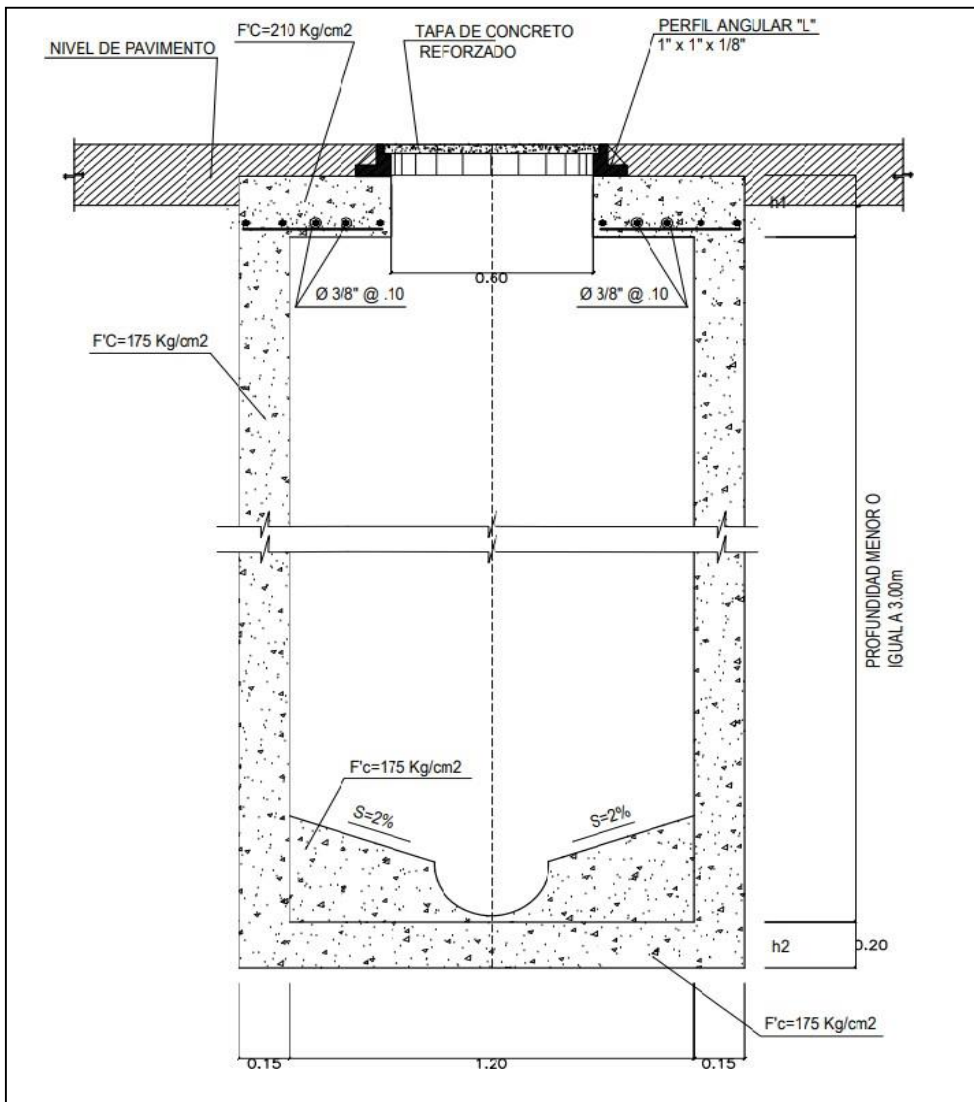 F'C=210 Kg/cm2
TAPA DE CONCRETO
REFORZADO
PERFIL ANGULAR "L"
1" x 1" x 1/8"
NIVEL DE PAVIMENTO
h1
0.60
Ø 3/8" @ .10
Ø 3/8" @ .10
F'C=175 Kg/cm2
PROFUNDIDAD MENOR O
IGUAL A 3.00m
F'c=175 Kg/cm2
S=2%
S=2%
h2
0.20
F'c=175 Kg/cm2
0.15
1.20
0.15